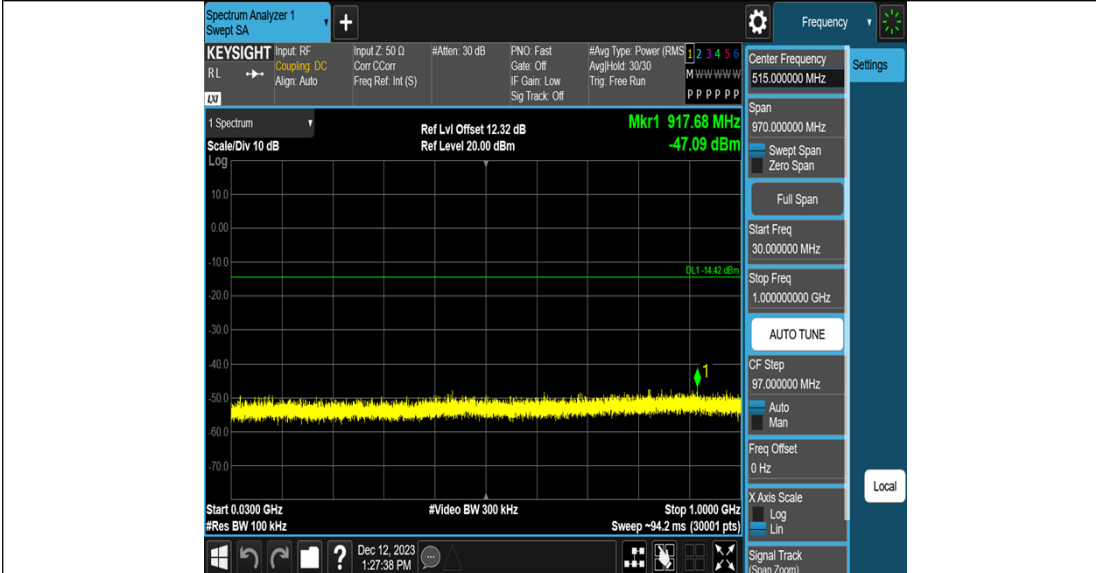 Spectrum Analyzer 1
Swept SA
+
Frequency
KEYSIGHT
R L
LXI
Input: RF
Coupling: DC
Align: Auto
Input Z: 50 Ω
Corr CCorr
Freq Ref: Int (S)
#Atten: 30 dB
PNO: Fast
Gate: Off
IF Gain: Low
Sig Track: Off
#Avg Type: Power (RMS
Avg|Hold: 30/30
Trig: Free Run
1 2 3 4 5 6
M W W W W W
P P P P P P
Center Frequency
515.000000 MHz
Settings
Span
970.000000 MHz
Swept Span
Zero Span
Full Span
Start Freq
30.000000 MHz
Stop Freq
1.000000000 GHz
AUTO TUNE
CF Step
97.000000 MHz
Auto
Man
Freq Offset
0 Hz
X Axis Scale
Log
Lin
Signal Track
(Span Zoom)
Local
1 Spectrum
Scale/Div 10 dB
Log
Ref Lvl Offset 12.32 dB
Ref Level 20.00 dBm
Mkr1 917.68 MHz
-47.09 dBm
10.0
0.00
-10.0
DL1 -14.42 dBm
-20.0
-30.0
-40.0
1
-50.0
-60.0
-70.0
Start 0.0300 GHz
#Video BW 300 kHz
Stop 1.0000 GHz
#Res BW 100 kHz
Sweep ~94.2 ms (30001 pts)
?
Dec 12, 2023
1:27:38 PM